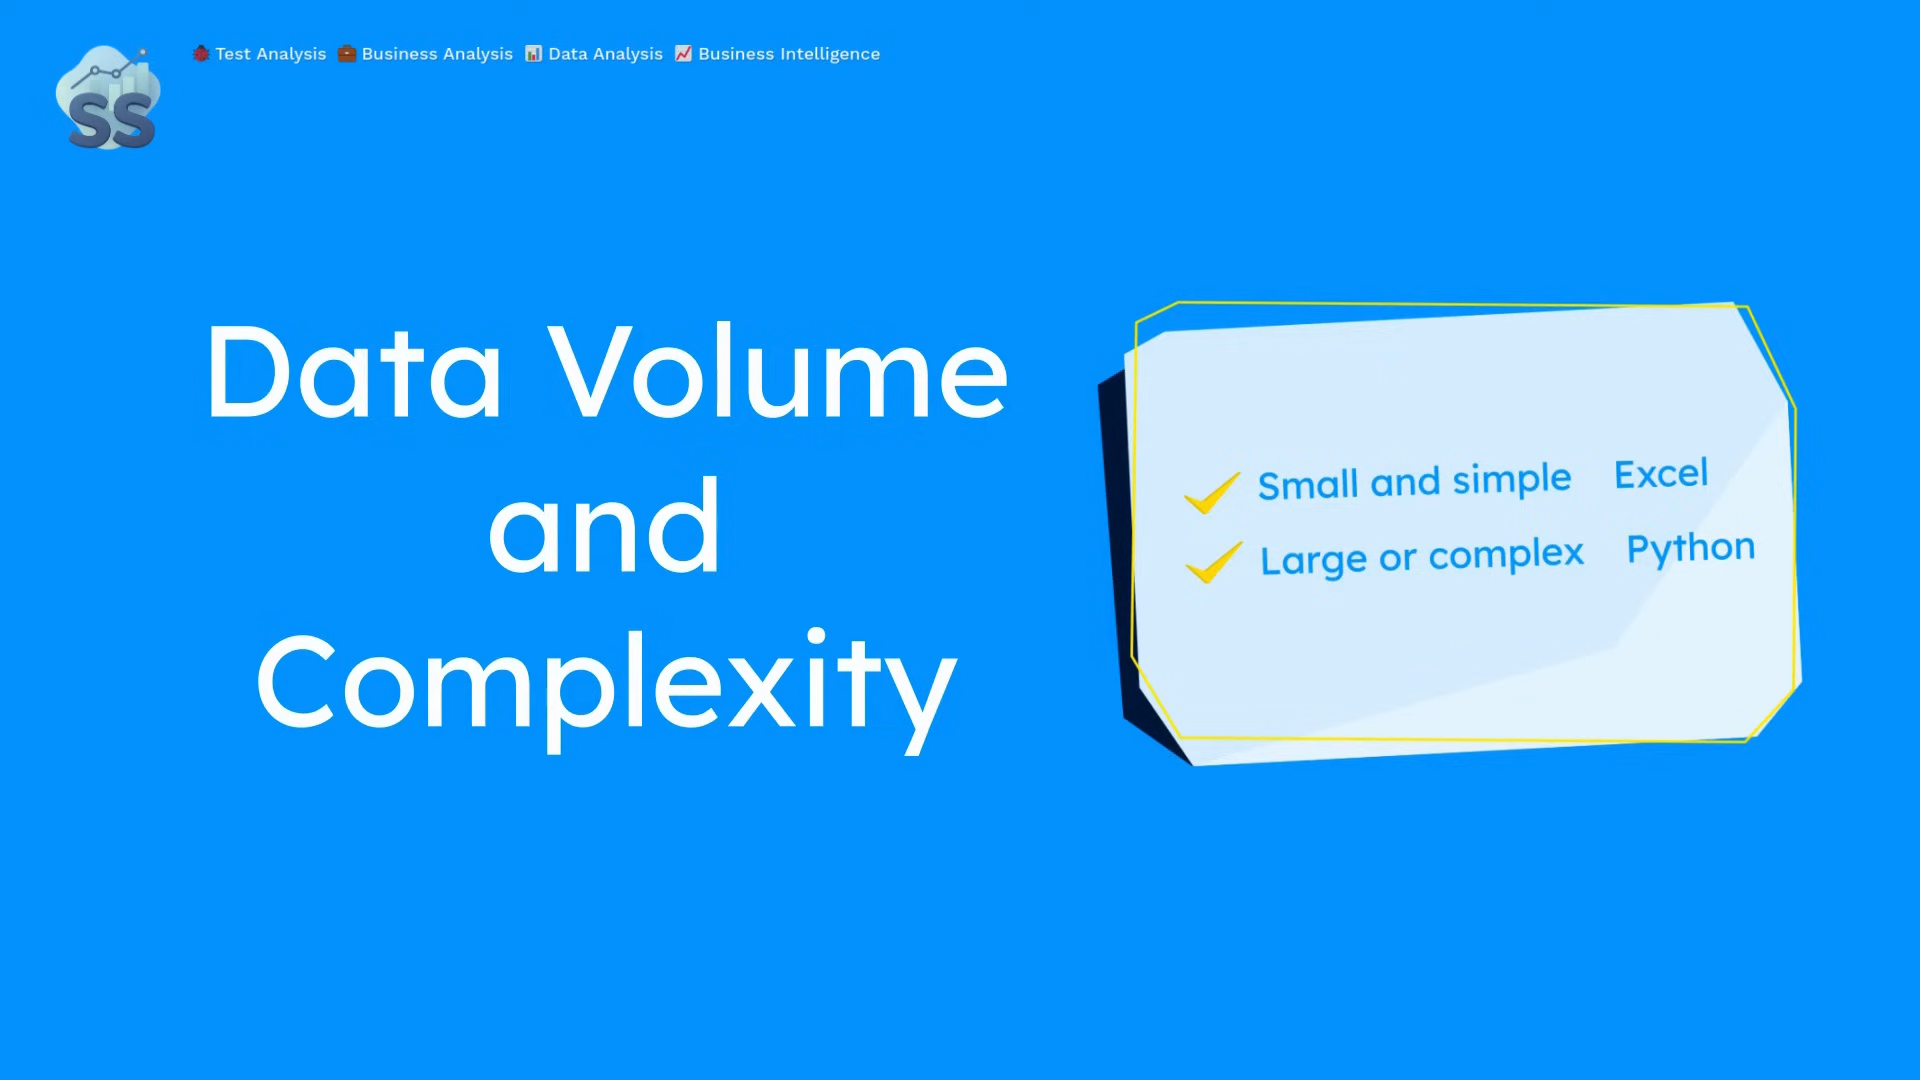 Test Analysis Business Analysis Data Analysis Business Intelligence
SS
Data Volume
and
Complexity
Small and simple Excel
Large or complex Python